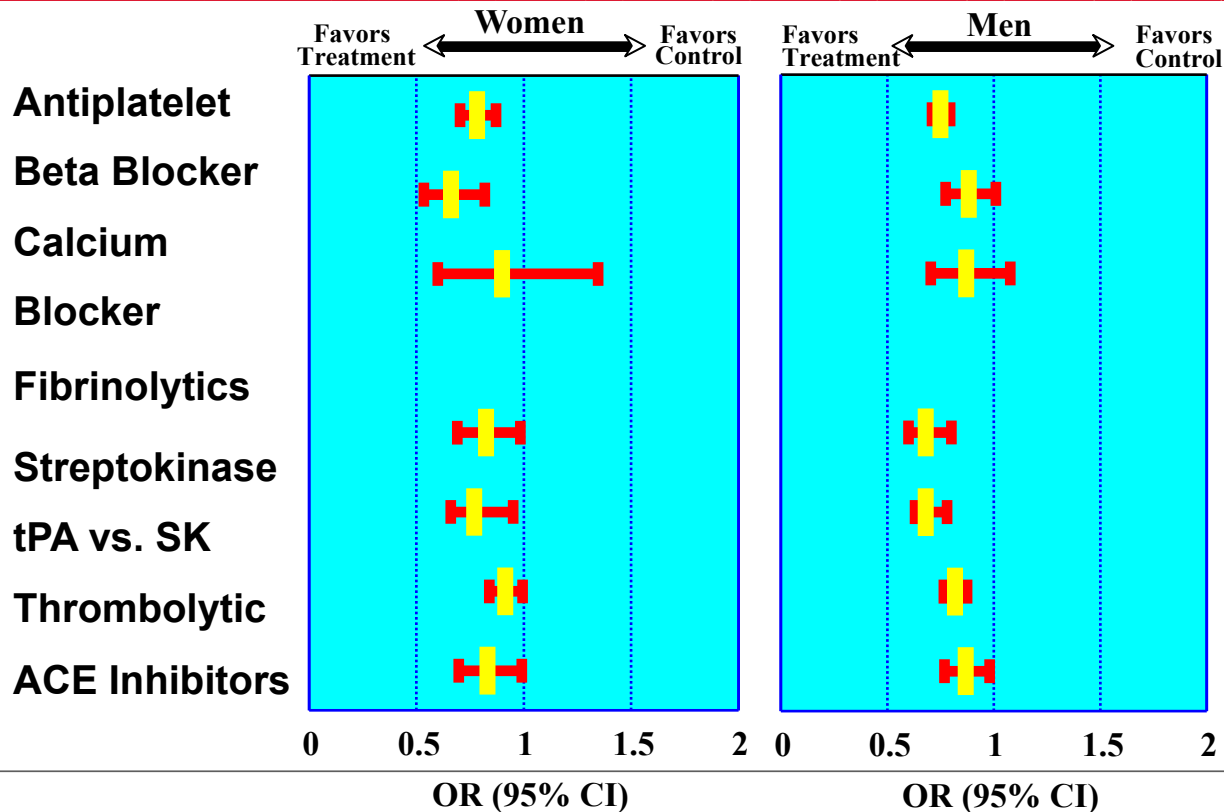 Women
Favors
Treatment
Favors
Control
Men
Favors
Treatment
Favors
Control
Antiplatelet
Beta Blocker
Calcium
Blocker
Fibrinolytics
Streptokinase
tPA vs. SK
Thrombolytic
ACE Inhibitors
0 0.5 1 1.5 2
0 0.5 1 1.5 2
OR (95% CI)
OR (95% CI)